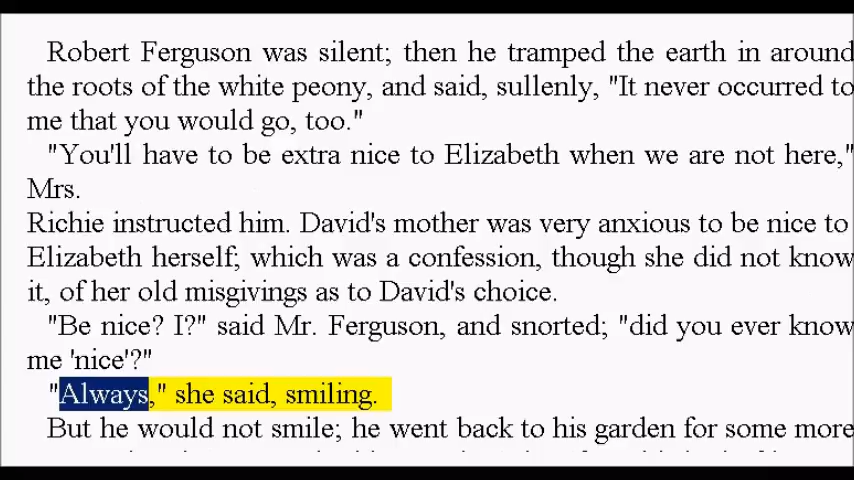 Robert Ferguson was silent; then he tramped the earth in around
the roots of the white peony, and said, sullenly, "It never occurred to
me that you would go, too."
"You'll have to be extra nice to Elizabeth when we are not here,"
Mrs.
Richie instructed him. David's mother was very anxious to be nice to
Elizabeth herself; which was a confession, though she did not know
it, of her old misgivings as to David's choice.
"Be nice? I?" said Mr. Ferguson, and snorted; "did you ever know
me 'nice'?"
"Always," she said, smiling.
But he would not smile; he went back to his garden for some more